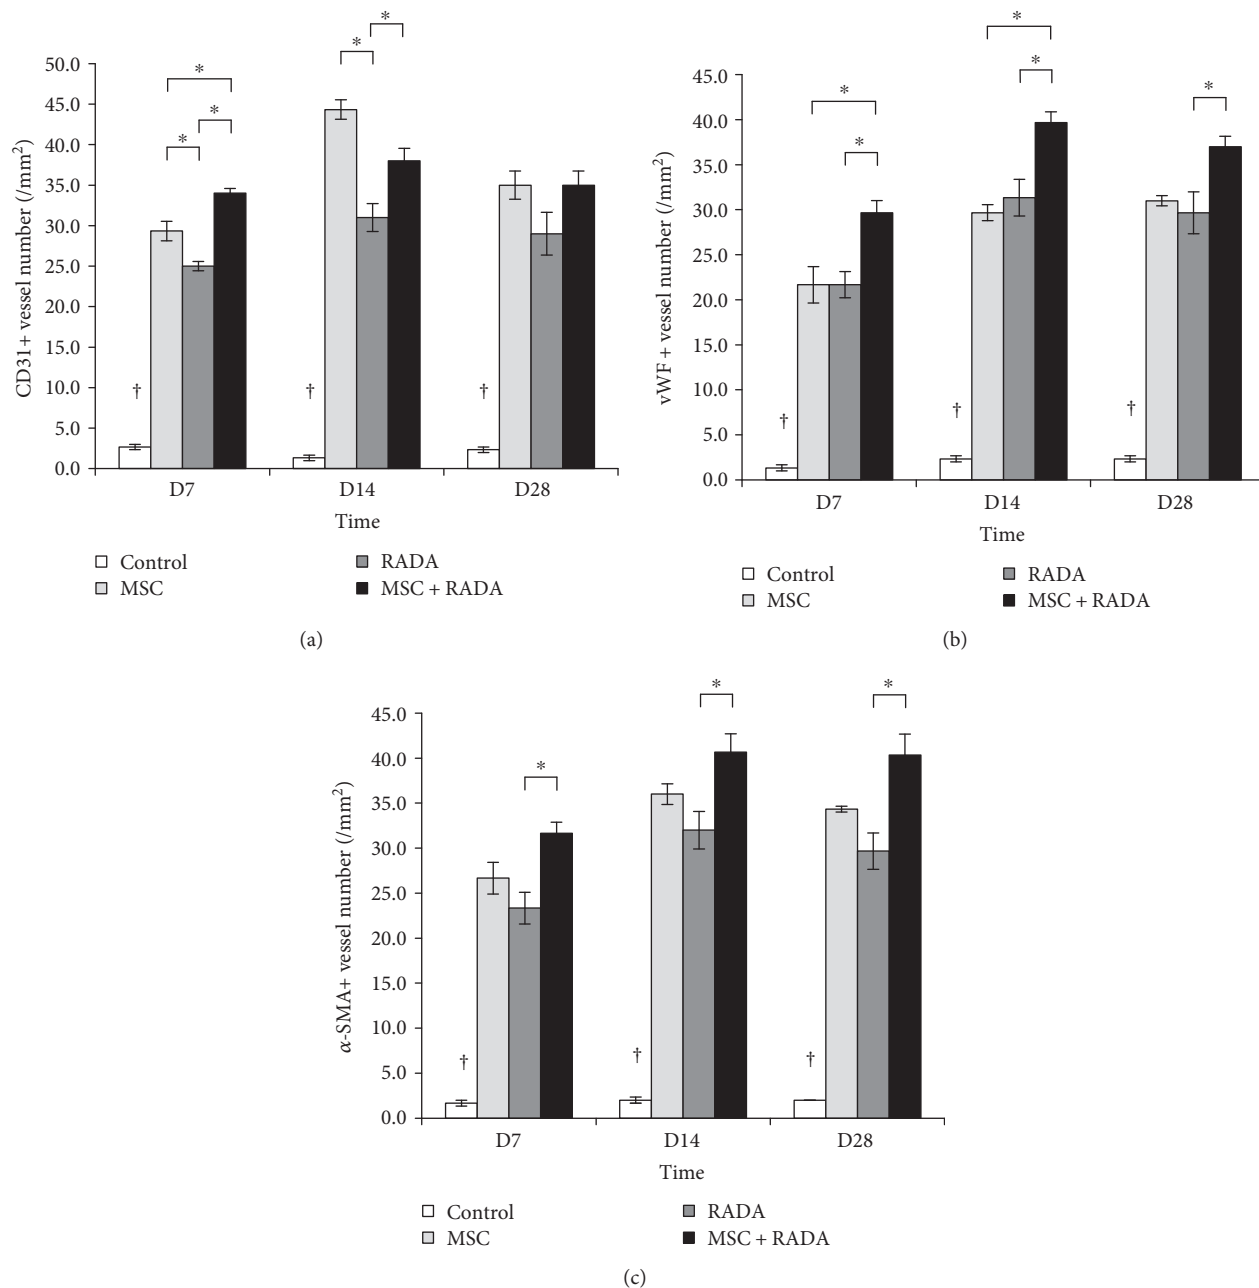 *
*
*
*
*
50.0
45.0
40.0
35.0
30.0
25.0
20.0
15.0
10.0
5.0
0.0
CD31+ vessel number (/mm²)
†
†
†
D7 D14 D28
Time
Control RADA
MSC MSC + RADA
(a)
*
*
*
*
*
45.0
40.0
35.0
30.0
25.0
20.0
15.0
10.0
5.0
0.0
vWF + vessel number (/mm²)
†
†
†
D7 D14 D28
Time
Control RADA
MSC MSC + RADA
(b)
*
*
*
45.0
40.0
35.0
30.0
25.0
20.0
15.0
10.0
5.0
0.0
α-SMA+ vessel number (/mm²)
†
†
†
D7 D14 D28
Time
Control RADA
MSC MSC + RADA
(c)